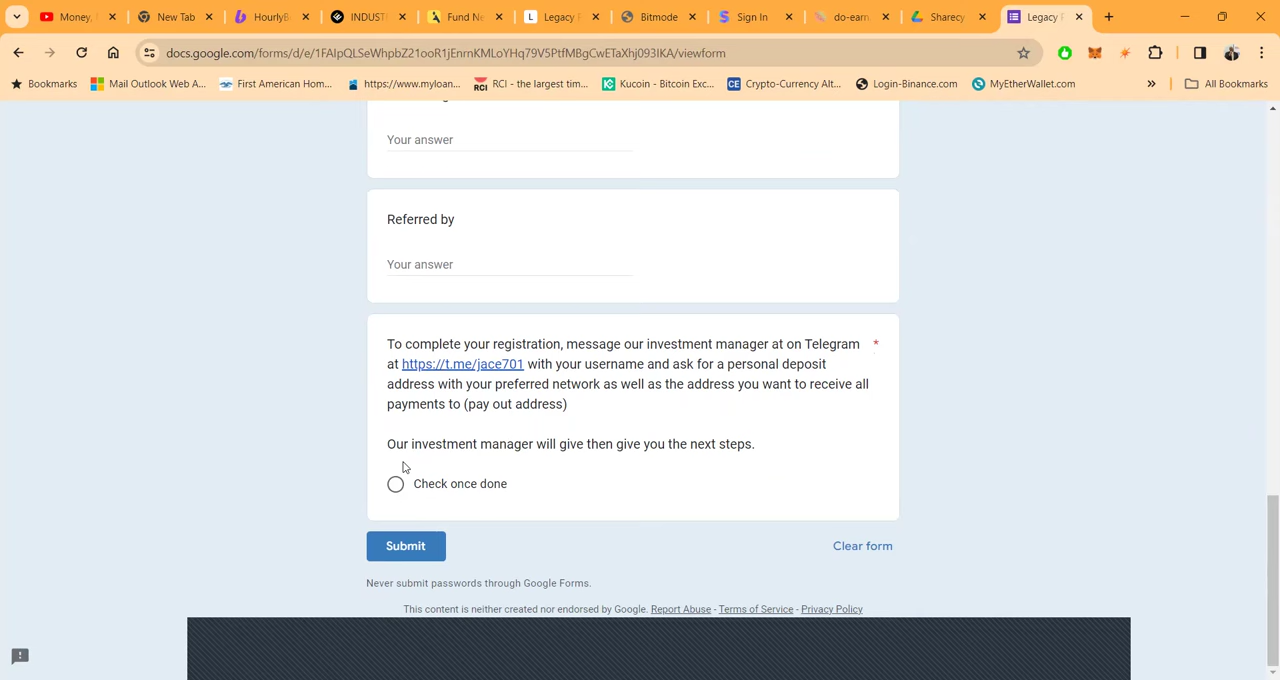 Money,
New Tab
HourlyB
INDUST
Fund Ne
Legacy F
Bitmode
Sign In
do-earn
Sharecy
Legacy F
docs.google.com/forms/d/e/1FAIpQLSeWhpbZ21ooR1jEnrnKMLoYHq79V5PtfMBgCwETaXhj093IKA/viewform
Bookmarks
Mail Outlook Web A...
First American Hom...
https://www.myloan...
RCI - the largest tim...
Kucoin - Bitcoin Exc...
Crypto-Currency Alt...
Login-Binance.com
MyEtherWallet.com
»
All Bookmarks
Your answer
Referred by
Your answer
To complete your registration, message our investment manager at on Telegram *
at https://t.me/jace701 with your username and ask for a personal deposit
address with your preferred network as well as the address you want to receive all
payments to (pay out address)
Our investment manager will give then give you the next steps.
Check once done
Submit
Clear form
Never submit passwords through Google Forms.
This content is neither created nor endorsed by Google. Report Abuse - Terms of Service - Privacy Policy